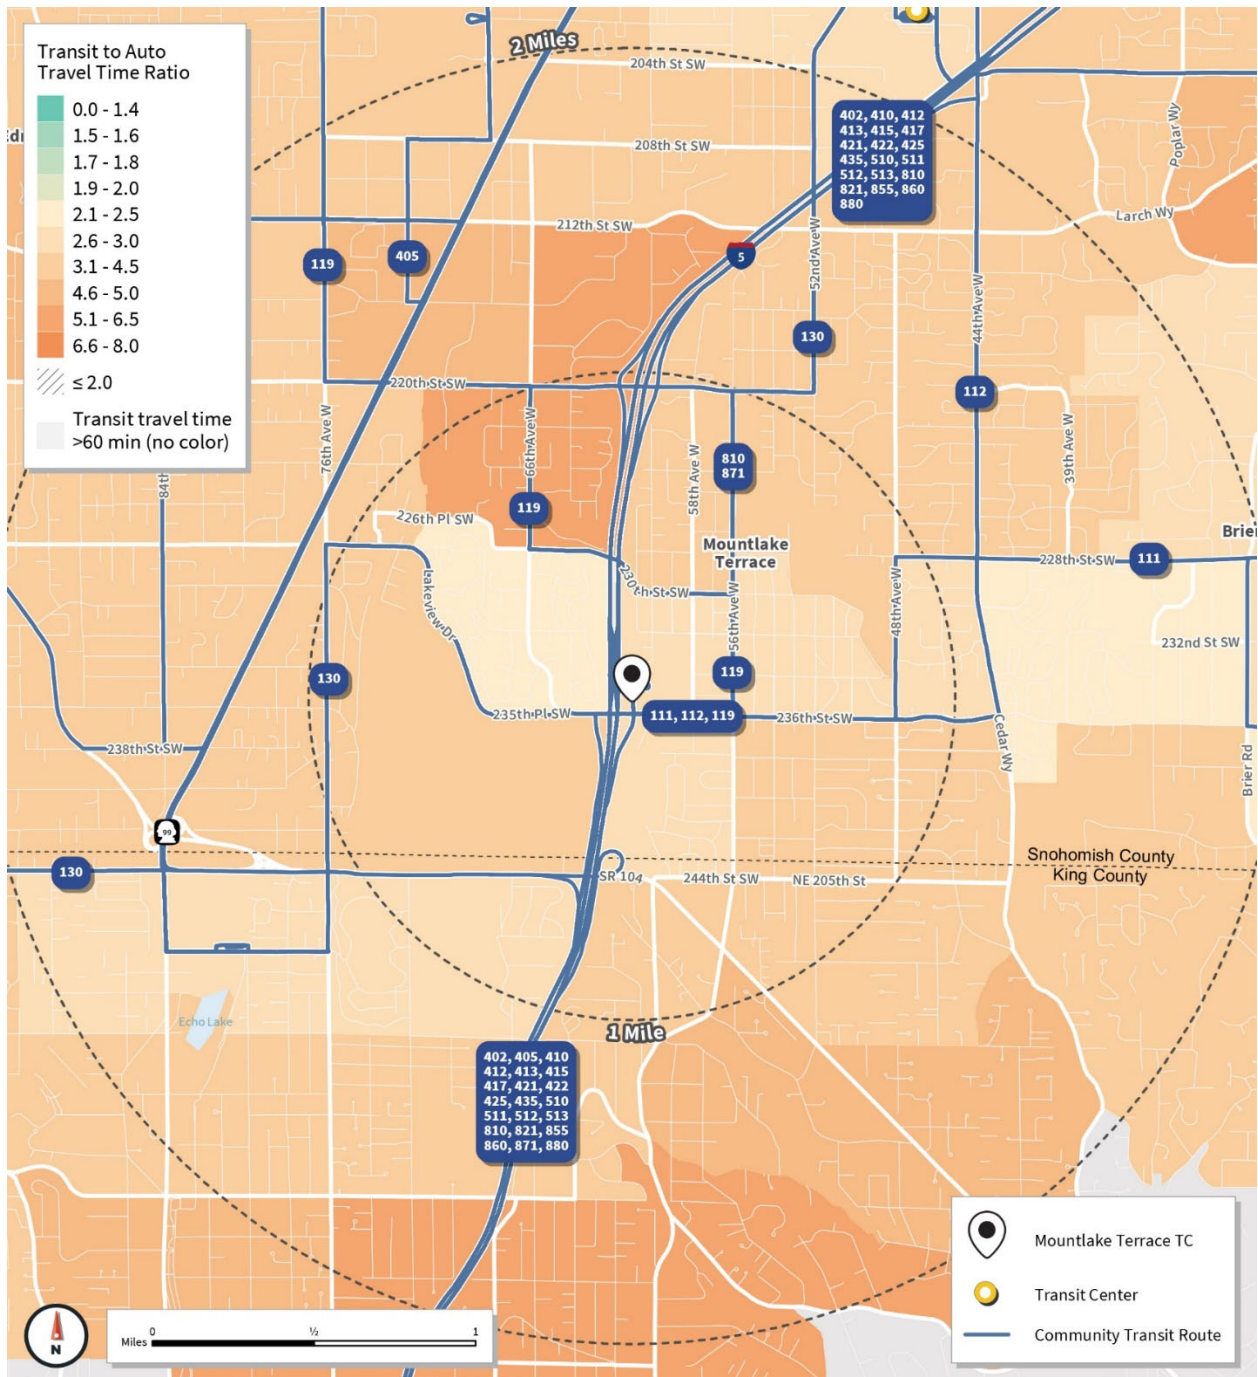 Transit to Auto
Travel Time Ratio
0.0 - 1.4
1.5 - 1.6
1.7 - 1.8
1.9 - 2.0
2.1 - 2.5
2.6 - 3.0
3.1 - 4.5
4.6 - 5.0
5.1 - 6.5
6.6 - 8.0
≤ 2.0
Transit travel time
>60 min (no color)
2 Miles
204th St SW
402, 410, 412
413, 415, 417
421, 422, 425
435, 510, 511
512, 513, 810
821, 855, 860
880
Poplar Wy
208th St SW
Larch Wy
212th St SW
52nd Ave W
119
405
5
130
44th Ave W
112
220th St SW
76th Ave W
66th Ave W
58th Ave W
39th Ave W
810
871
84th
119
226th Pl SW
Mountlake
Terrace
Brier
228th St SW
111
Lakeview Dr
230th St SW
56th Ave W
48th Ave W
232nd St SW
130
119
235th Pl SW
111, 112, 119
236th St SW
238th St SW
Cedar Wy
Brier Rd
99
Snohomish County
King County
130
SR 104
244th St SW
NE 205th St
Echo Lake
1 Mile
402, 405, 410
412, 413, 415
417, 421, 422
425, 435, 510
511, 512, 513
810, 821, 855
860, 871, 880
Mountlake Terrace TC
Transit Center
Community Transit Route
N
Miles
0
½
1